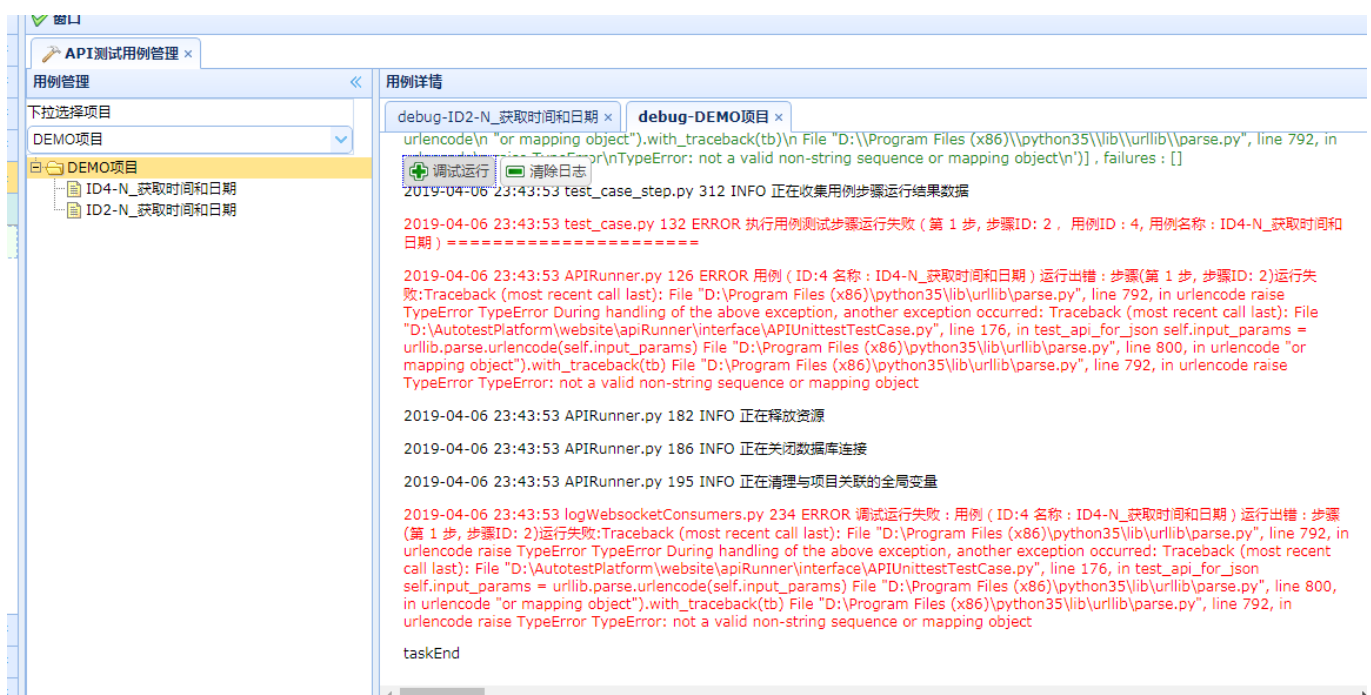 窗口
API测试用例管理 ×
用例管理 《
用例详情
下拉选择项目
DEMO项目
DEMO项目
ID4-N_获取时间和日期
ID2-N_获取时间和日期
debug-ID2-N_获取时间和日期 ×
debug-DEMO项目 ×
urlencode\n "or mapping object").with_traceback(tb)\n File "D:\\Program Files (x86)\\python35\\lib\\urllib\\parse.py", line 792, in
raise TypeError\nTypeError: not a valid non-string sequence or mapping object\n')] , failures : []
调试运行
清除日志
2019-04-06 23:43:53 test_case_step.py 312 INFO 正在收集用例步骤运行结果数据
2019-04-06 23:43:53 test_case.py 132 ERROR 执行用例测试步骤运行失败 ( 第 1 步, 步骤ID: 2 ， 用例ID：4, 用例名称：ID4-N_获取时间和
日期 ) ======================
2019-04-06 23:43:53 APIRunner.py 126 ERROR 用例 ( ID:4 名称：ID4-N_获取时间和日期 ) 运行出错：步骤(第 1 步, 步骤ID: 2)运行失
败:Traceback (most recent call last): File "D:\Program Files (x86)\python35\lib\urllib\parse.py", line 792, in urlencode raise
TypeError TypeError During handling of the above exception, another exception occurred: Traceback (most recent call last): File
"D:\AutotestPlatform\website\apiRunner\interface\APIUnittestTestCase.py", line 176, in test_api_for_json self.input_params =
urllib.parse.urlencode(self.input_params) File "D:\Program Files (x86)\python35\lib\urllib\parse.py", line 800, in urlencode "or
mapping object").with_traceback(tb) File "D:\Program Files (x86)\python35\lib\urllib\parse.py", line 792, in urlencode raise
TypeError TypeError: not a valid non-string sequence or mapping object
2019-04-06 23:43:53 APIRunner.py 182 INFO 正在释放资源
2019-04-06 23:43:53 APIRunner.py 186 INFO 正在关闭数据库连接
2019-04-06 23:43:53 APIRunner.py 195 INFO 正在清理与项目关联的全局变量
2019-04-06 23:43:53 logWebsocketConsumers.py 234 ERROR 调试运行失败：用例 ( ID:4 名称：ID4-N_获取时间和日期 ) 运行出错：步骤
(第 1 步, 步骤ID: 2)运行失败:Traceback (most recent call last): File "D:\Program Files (x86)\python35\lib\urllib\parse.py", line 792, in
urlencode raise TypeError TypeError During handling of the above exception, another exception occurred: Traceback (most recent
call last): File "D:\AutotestPlatform\website\apiRunner\interface\APIUnittestTestCase.py", line 176, in test_api_for_json
self.input_params = urllib.parse.urlencode(self.input_params) File "D:\Program Files (x86)\python35\lib\urllib\parse.py", line 800,
in urlencode "or mapping object").with_traceback(tb) File "D:\Program Files (x86)\python35\lib\urllib\parse.py", line 792, in
urlencode raise TypeError TypeError: not a valid non-string sequence or mapping object
taskEnd